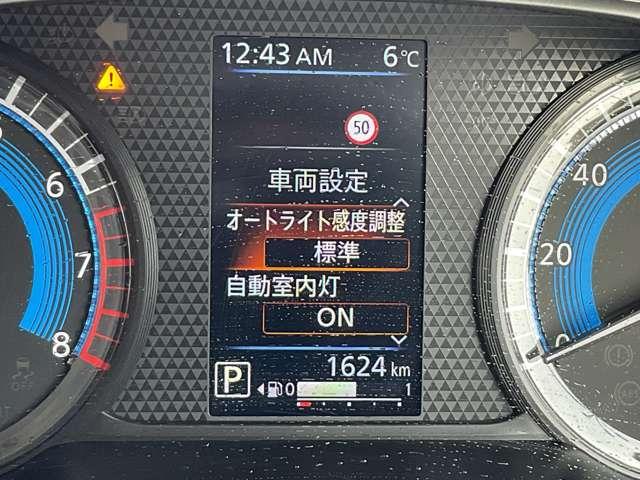 12:43 AM 6℃
50
車両設定
オートライト感度調整
標準
自動室内灯
ON
1624 km
P
0 1
6
7
8
40
20
0